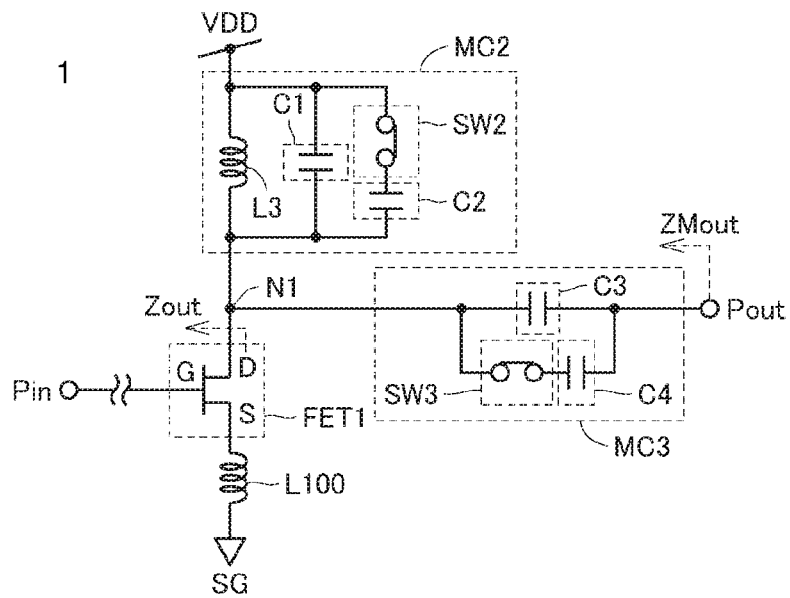 VDD
1
MC2
C1
SW2
L3
C2
ZMout
N1
C3
Zout
Pout
G
D
Pin
SW3
C4
S
FET1
MC3
L100
SG